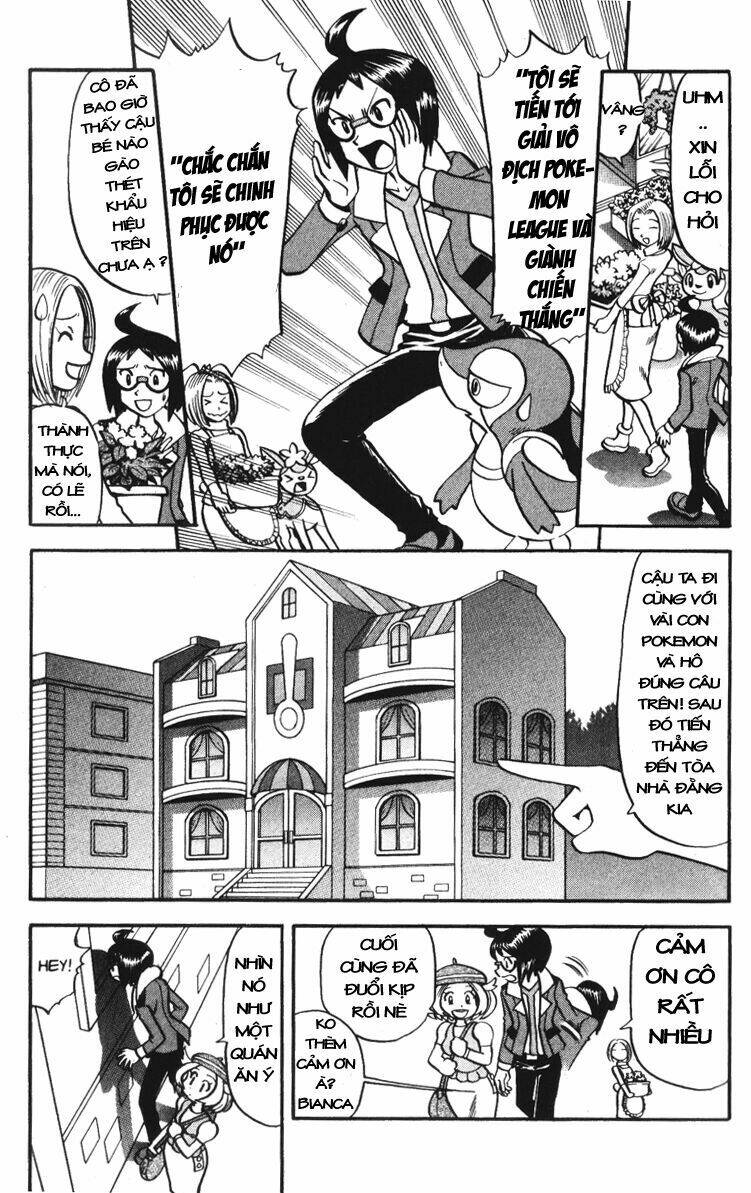 UHM
..
XIN
LỖI
CHO
HỎI
VÂNG
?
"TÔI SẼ
TIẾN TỚI
GIẢI VÔ
ĐỊCH POKE-
MON
LEAGUE VÀ
GIÀNH
CHIẾN
THẮNG"
"CHẮC CHẮN
TÔI SẼ CHINH
PHỤC ĐƯỢC
NÓ"
CÔ ĐÃ
BAO GIỜ
THẤY CẬU
BÉ NÀO
GÀO
THÉT
KHẨU
HIỆU
TRÊN
CHƯA Ạ ?
THÀNH
THỰC
MÀ NÓI,
CÓ LẼ
RỒI...
CẬU TA ĐI
CÙNG VỚI
VÀI CON
POKEMON
VÀ HÔ
ĐÚNG CÂU
TRÊN! SAU
ĐÓ TIẾN
THẲNG
ĐẾN TÒA
NHÀ ĐẰNG
KIA
CẢM
ƠN CÔ
RẤT
NHIỀU
CUỐI
CÙNG ĐÃ
ĐUỔI KỊP
RỒI NÈ
KO
THÈM
CẢM ƠN
À?
BIANCA
NHÌN
NÓ
NHƯ
MỘT
QUÁN
ĂN Ý
HEY!